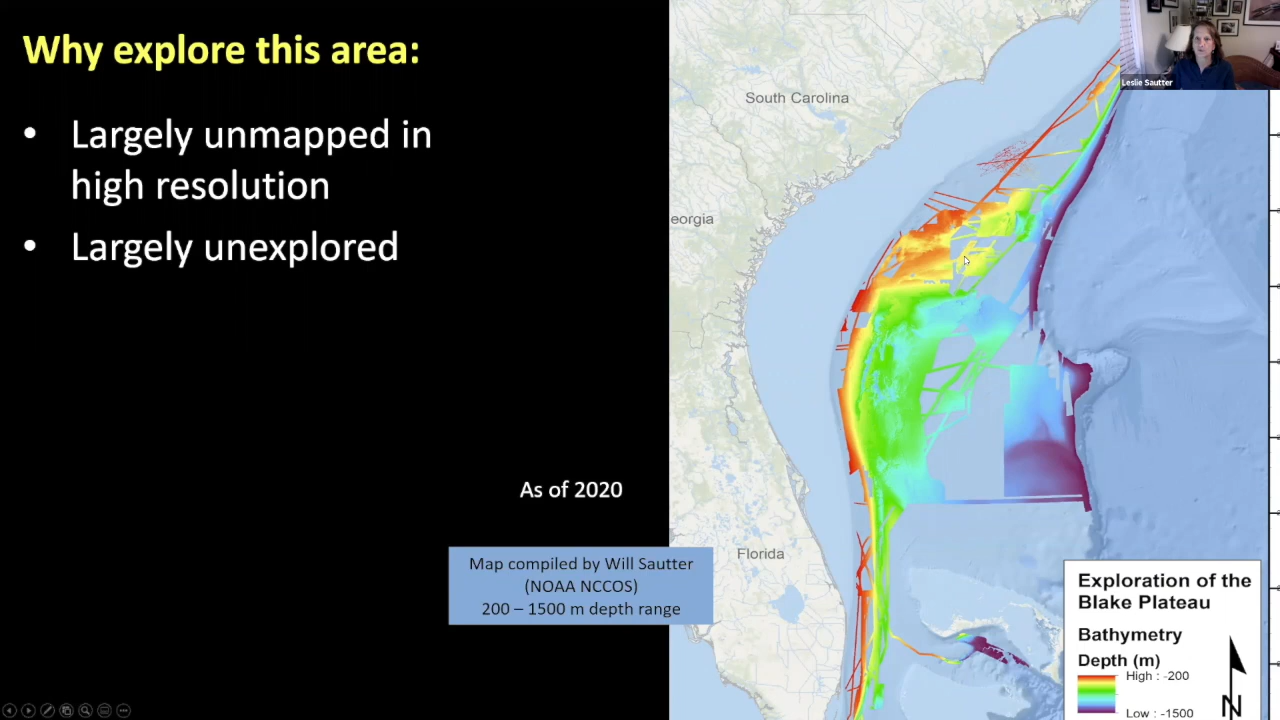 Why explore this area:
• Largely unmapped in
high resolution
• Largely unexplored
As of 2020
Map compiled by Will Sautter
(NOAA NCCOS)
200 – 1500 m depth range
South Carolina
eorgia
Florida
Leslie Sautter
Exploration of the
Blake Plateau
Bathymetry
Depth (m)
High : -200
Low : -1500
N